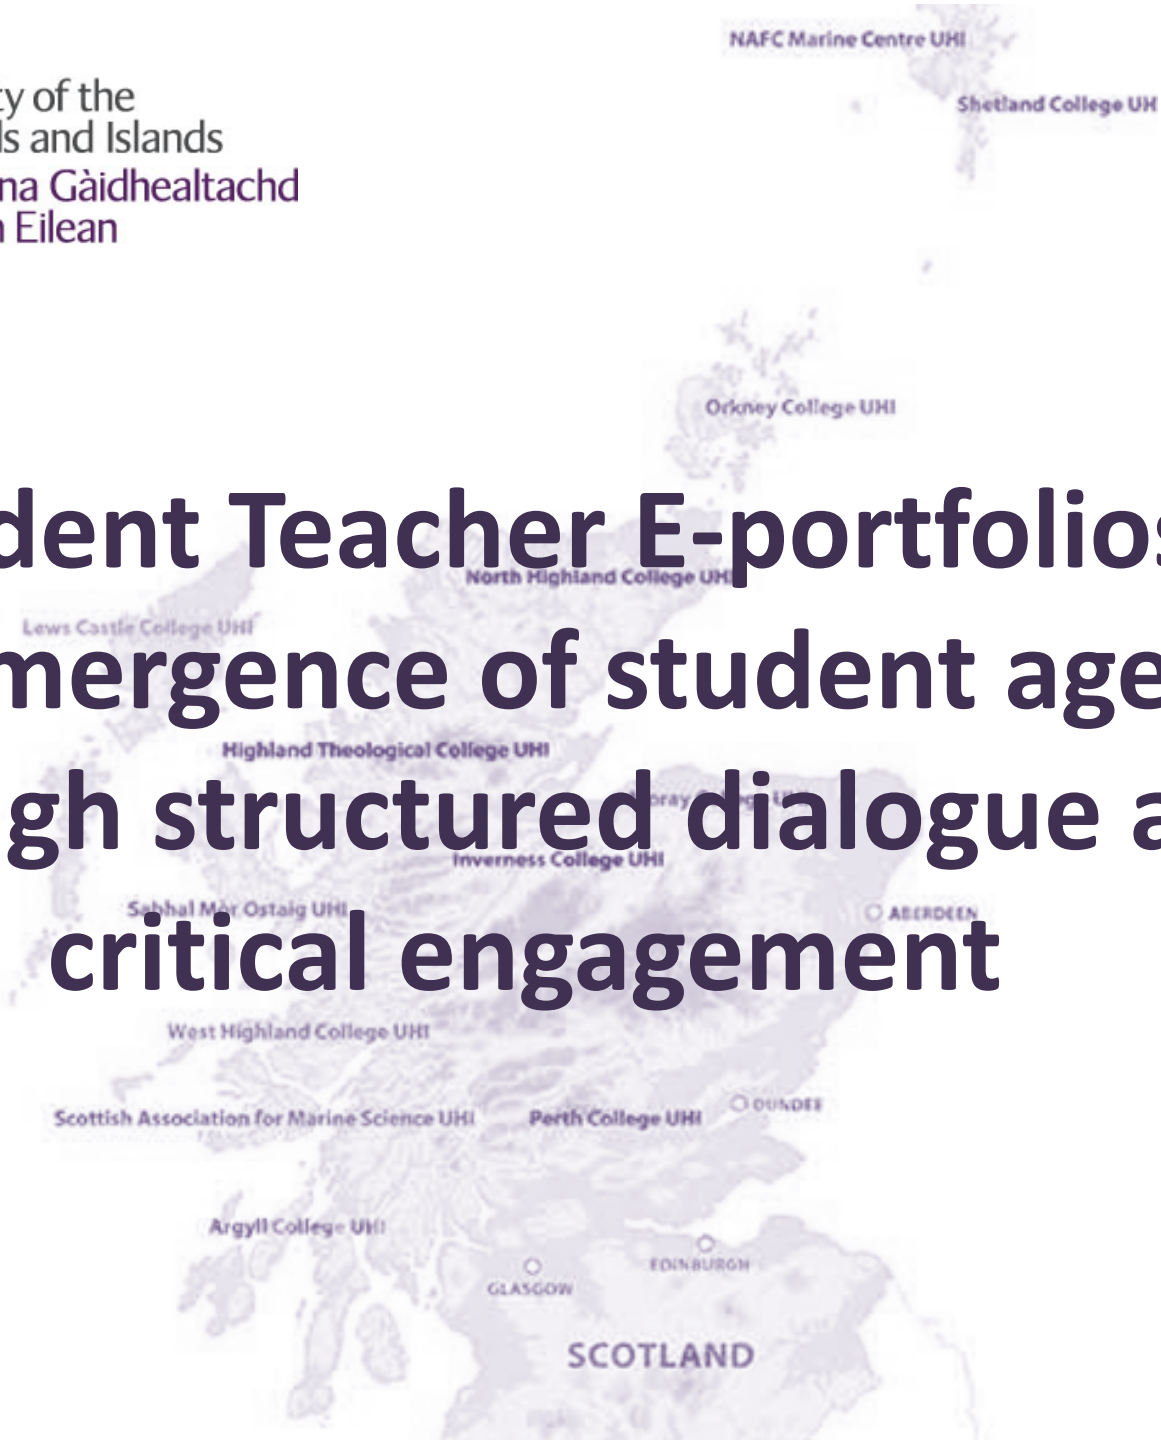 NAFC Marine Centre UHI
Shetland College UH
ty of the
ls and Islands
na Gàidhealtachd
n Eilean
Orkney College UHI
dent Teacher E-portfolios
North Highland College UHI
Lews Castle College UHI
mergence of student age
Highland Theological College UHI
gh structured dialogue a
Inverness College UHI
Sabhal Mòr Ostaig UHI
ABERDEEN
critical engagement
West Highland College UHI
Scottish Association for Marine Science UHI
Perth College UHI
DUNDEE
Argyll College UHI
EDINBURGH
GLASGOW
SCOTLAND